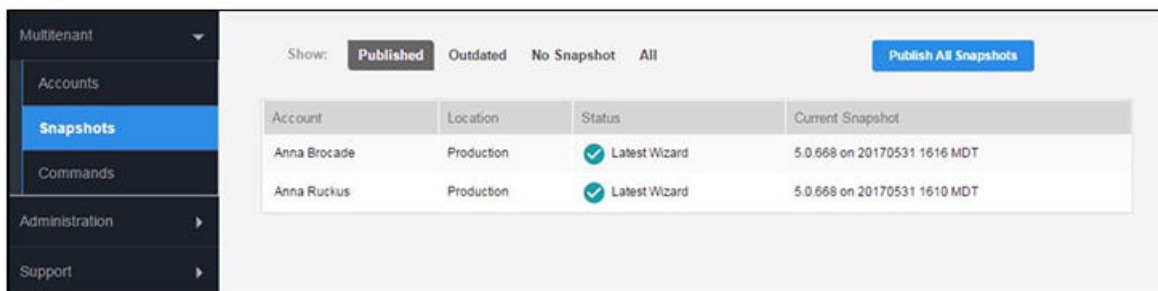 Multitenant
Accounts
Snapshots
Commands
Administration
Support
Show: Published Outdated No Snapshot All
Publish All Snapshots
Account Location Status Current Snapshot
Anna Brocade Production Latest Wizard 5.0.668 on 20170531 1616 MDT
Anna Ruckus Production Latest Wizard 5.0.668 on 20170531 1610 MDT